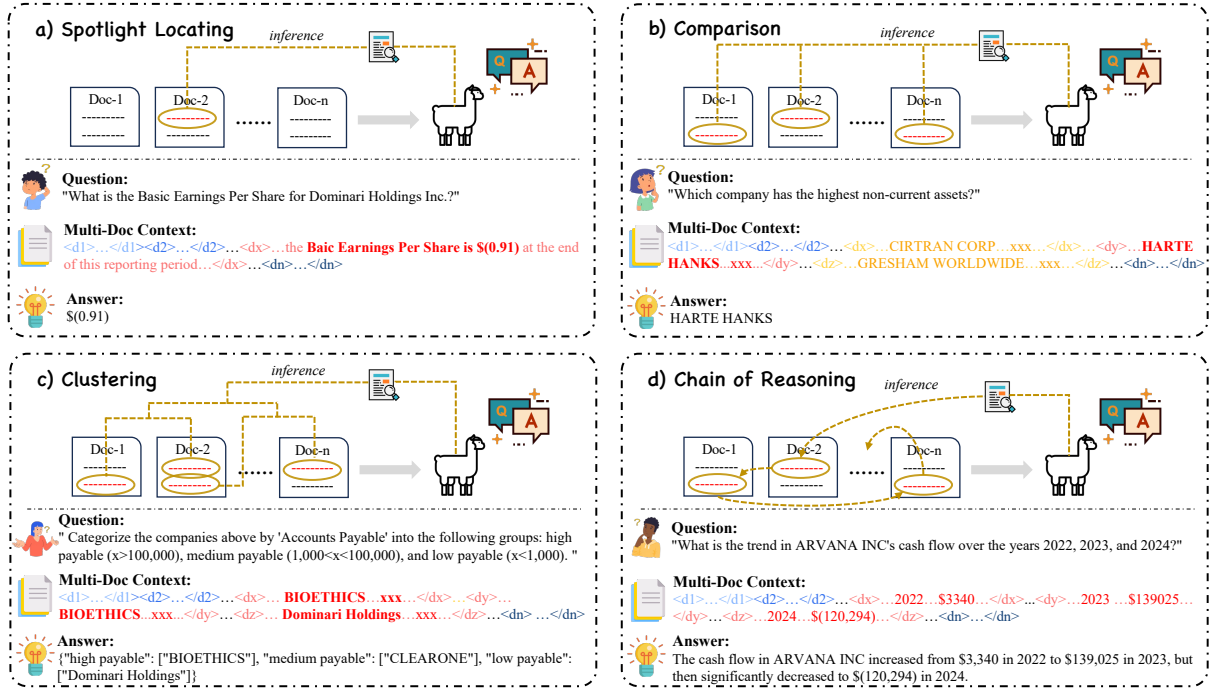 a) Spotlight Locating
inference
Doc-1
Doc-2
Doc-n
......
Q
A
Question:
"What is the Basic Earnings Per Share for Dominari Holdings Inc.?"
Multi-Doc Context:
<d1>…</d1><d2>…</d2>…<dx>…the Baic Earnings Per Share is $(0.91) at the end
of this reporting period…</dx>…<dn>…</dn>
Answer:
$(0.91)
b) Comparison
inference
Doc-1
Doc-2
Doc-n
......
Q
A
Question:
"Which company has the highest non-current assets?"
Multi-Doc Context:
<d1>…</d1><d2>…</d2>…<dx>…CIRTRAN CORP…xxx…</dx>…<dy>…HARTE
HANKS...xxx...</dy>…<dz>…GRESHAM WORLDWIDE…xxx…</dz>…<dn>…</dn>
Answer:
HARTE HANKS
c) Clustering
inference
Doc-1
Doc-2
Doc-n
......
Q
A
Question:
" Categorize the companies above by 'Accounts Payable' into the following groups: high
payable (x>100,000), medium payable (1,000<x<100,000), and low payable (x<1,000). "
Multi-Doc Context:
<d1>…</d1><d2>…</d2>…<dx>… BIOETHICS…xxx…</dx>…<dy>…
BIOETHICS...xxx…</dy>…<dz>… Dominari Holdings…xxx…</dz>…<dn> …</dn>
Answer:
{"high payable": ["BIOETHICS"], "medium payable": ["CLEARONE"], "low payable":
["Dominari Holdings"]}
d) Chain of Reasoning
inference
Doc-1
Doc-2
Doc-n
......
Q
A
Question:
"What is the trend in ARVANA INC's cash flow over the years 2022, 2023, and 2024?"
Multi-Doc Context:
<d1>…</d1><d2>…</d2>…<dx>…2022…$3340…</dx>...<dy>…2023 …$139025…
</dy>…<dz>…2024…$(120,294)…</dz>…<dn>…</dn>
Answer:
The cash flow in ARVANA INC increased from $3,340 in 2022 to $139,025 in 2023, but
then significantly decreased to $(120,294) in 2024.